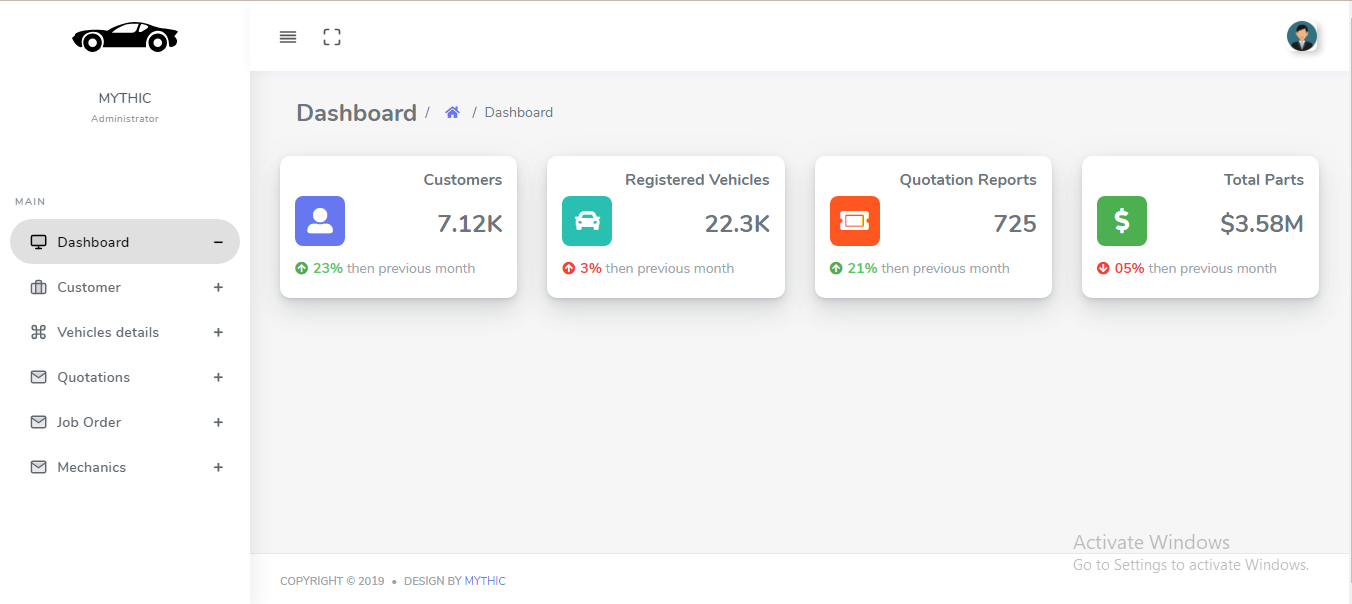 MYTHIC
Administrator
MAIN
Dashboard
Customer
Vehicles details
Quotations
Job Order
Mechanics
Dashboard / / Dashboard
Customers
7.12K
23% then previous month
Registered Vehicles
22.3K
3% then previous month
Quotation Reports
725
21% then previous month
Total Parts
$3.58M
05% then previous month
Activate Windows
Go to Settings to activate Windows.
COPYRIGHT © 2019 • DESIGN BY MYTHIC